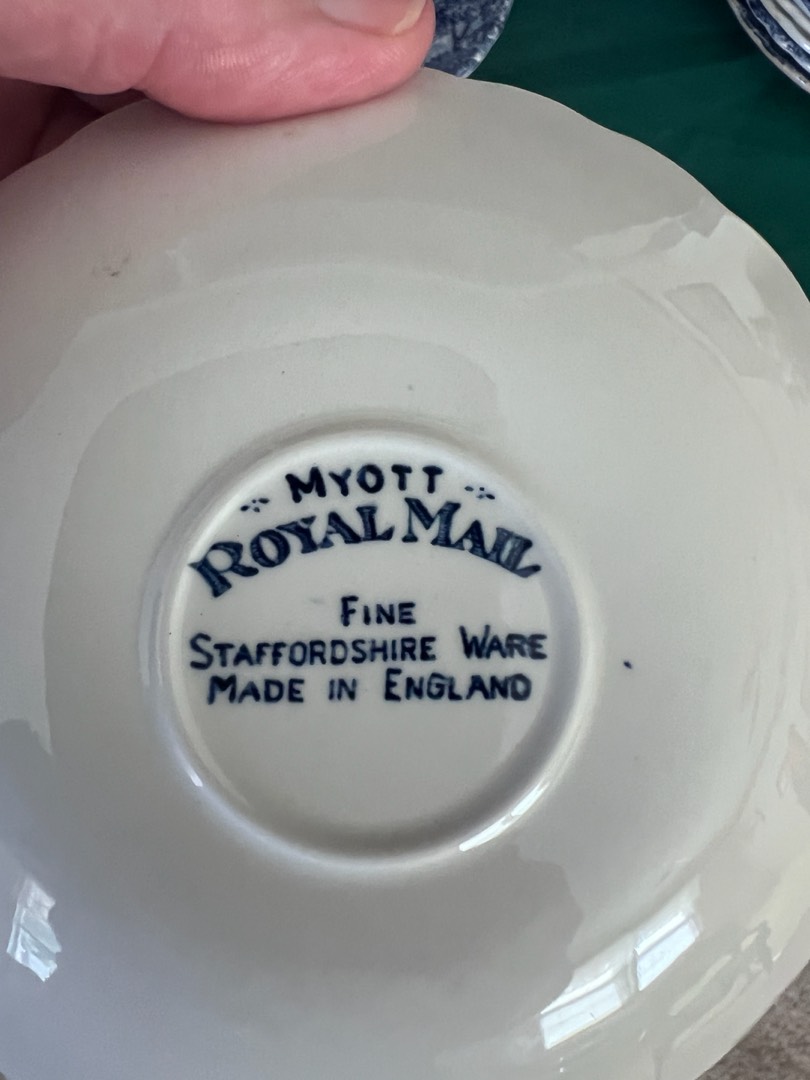 MYOTT
ROYAL MAIL
FINE
STAFFORDSHIRE WARE
MADE IN ENGLAND